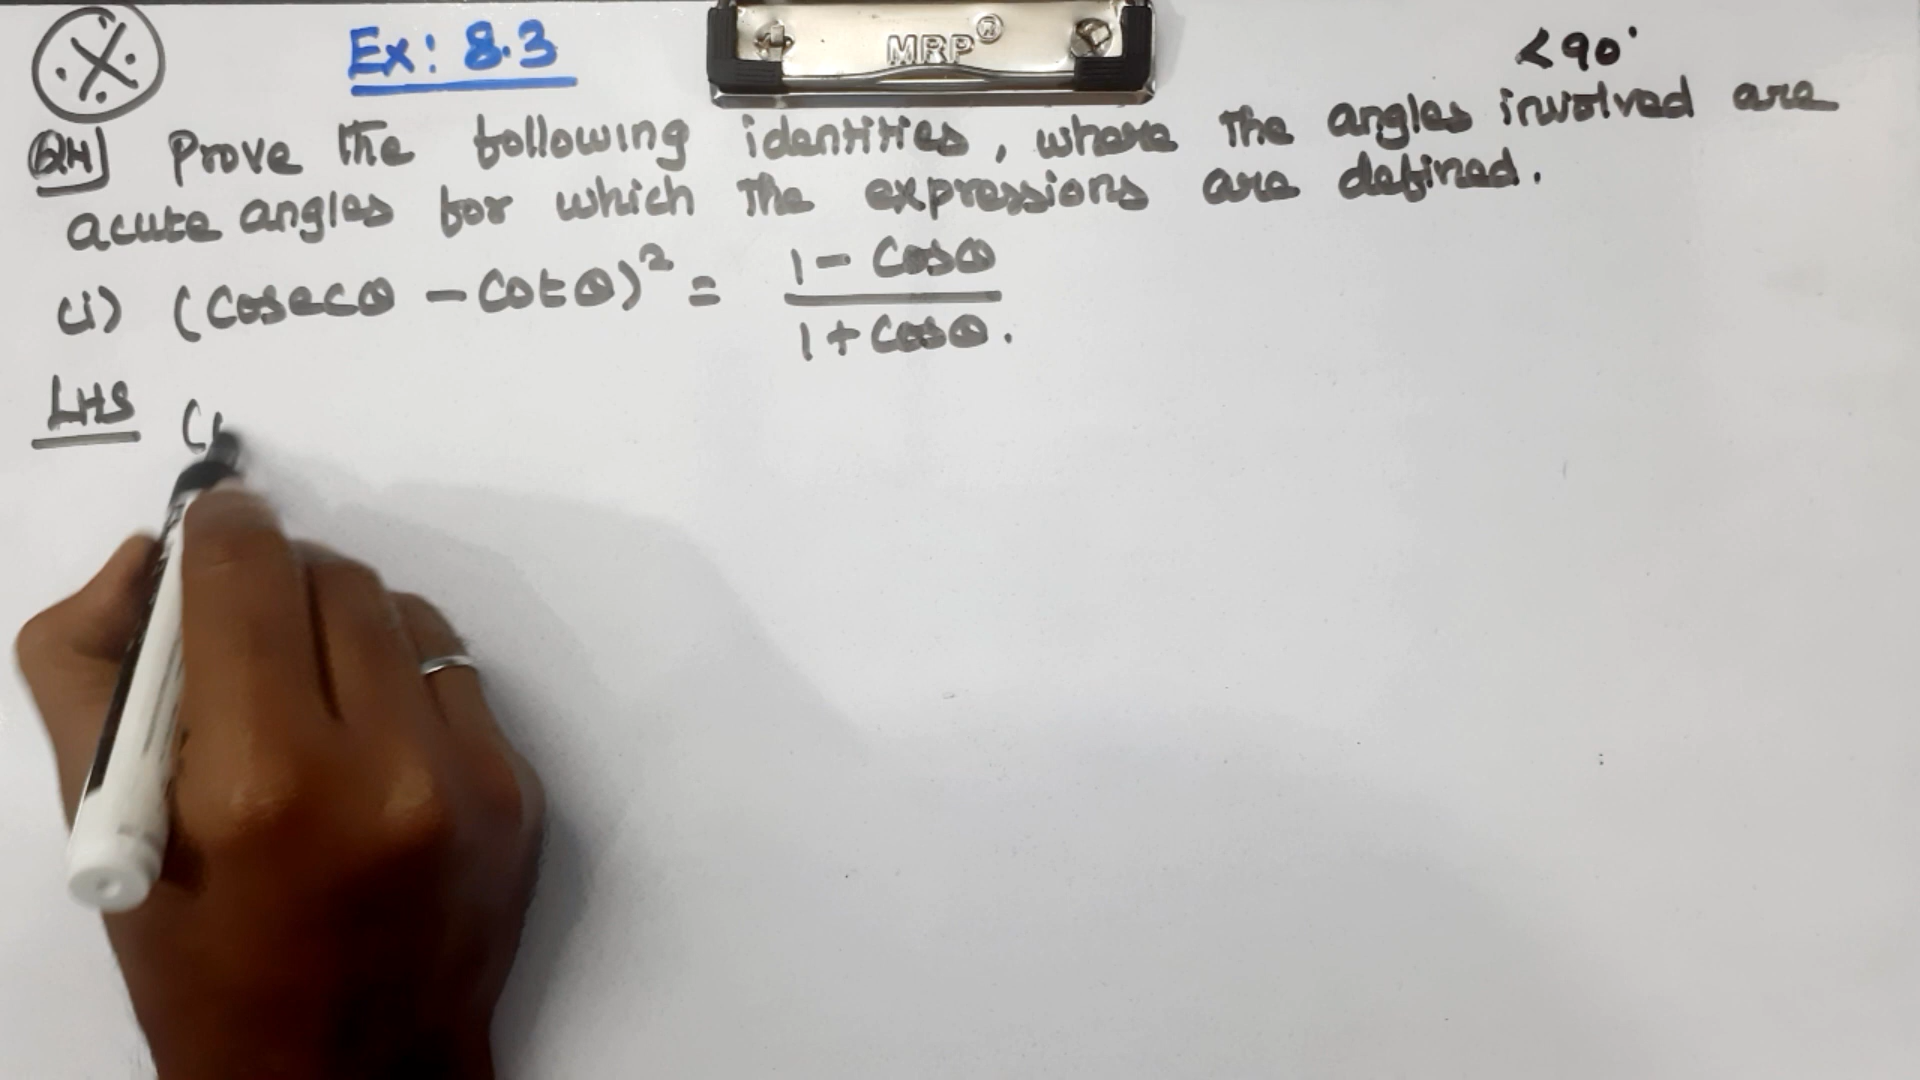 Ex: 8.3
MRP®
<90°
Q4] Prove the following identities, where the angles involved are
acute angles for which the expressions are defined.
(i) (Cosecθ - Cotθ)² = 1 - Cosθ / 1 + Cosθ.
LHS (